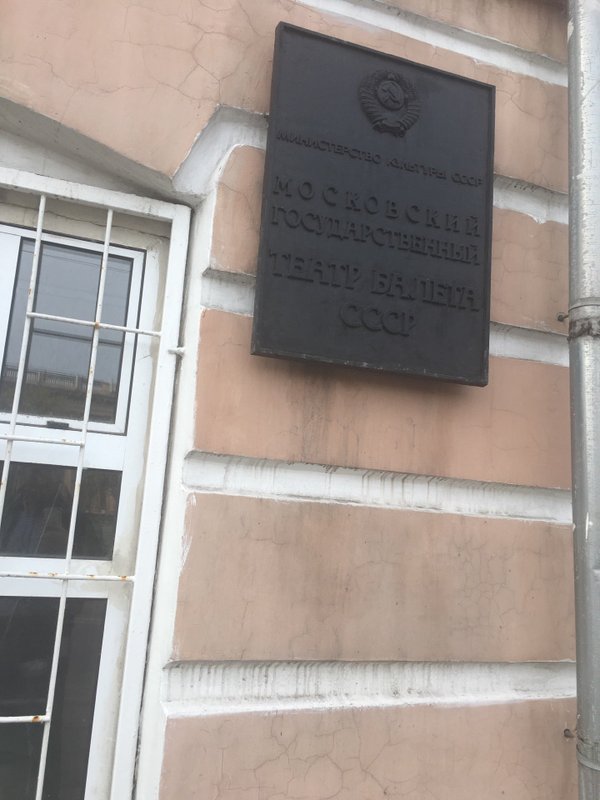 МИНИСТЕРСТВО КУЛЬТУРЫ СССР
МОСКОВСКИЙ
ГОСУДАРСТВЕННЫЙ
ТЕАТР БАЛЕТА
СССР